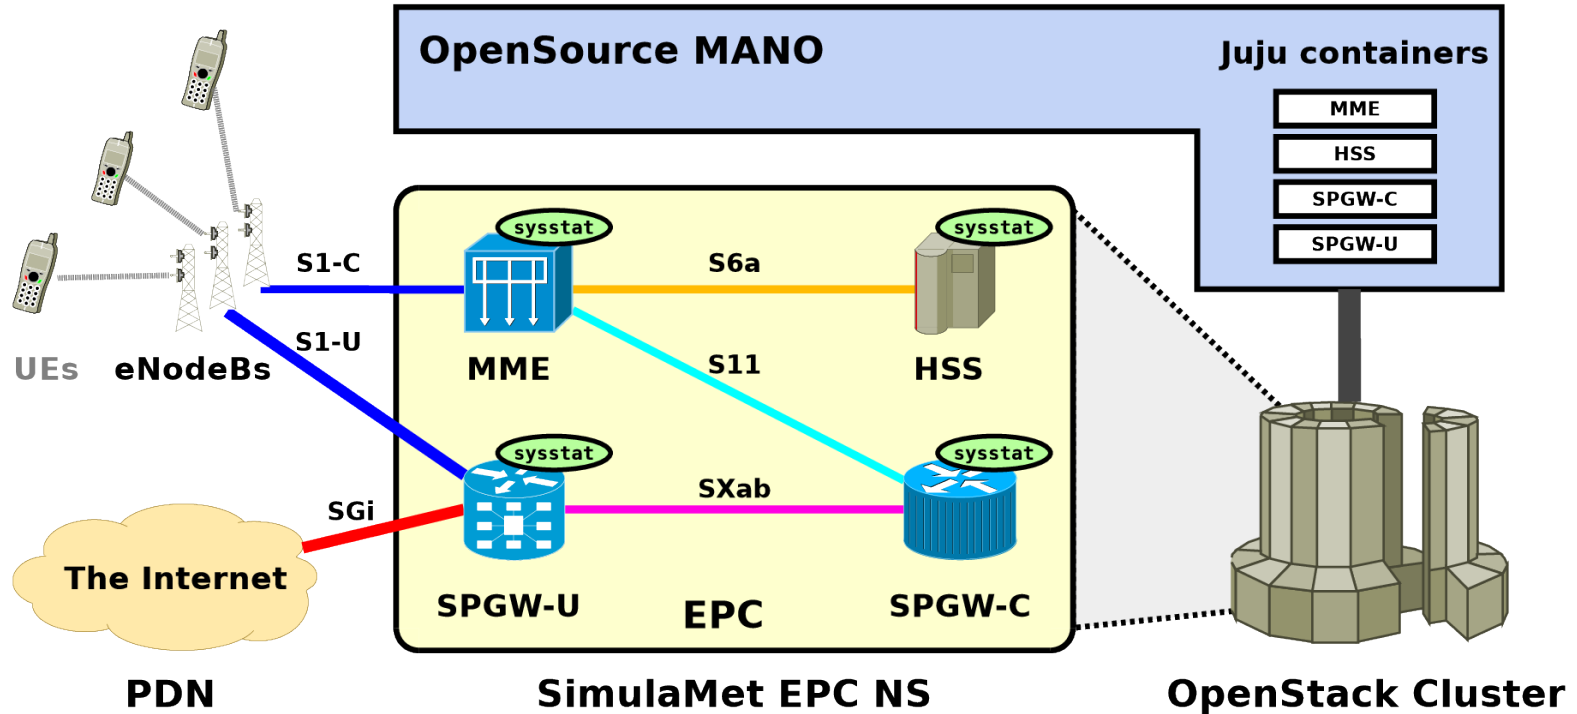 OpenSource MANO
Juju containers
MME
HSS
SPGW-C
SPGW-U
sysstat
sysstat
S1-C
S6a
S1-U
UEs
eNodeBs
MME
S11
HSS
sysstat
sysstat
SXab
SGi
The Internet
SPGW-U
EPC
SPGW-C
PDN
SimulaMet EPC NS
OpenStack Cluster